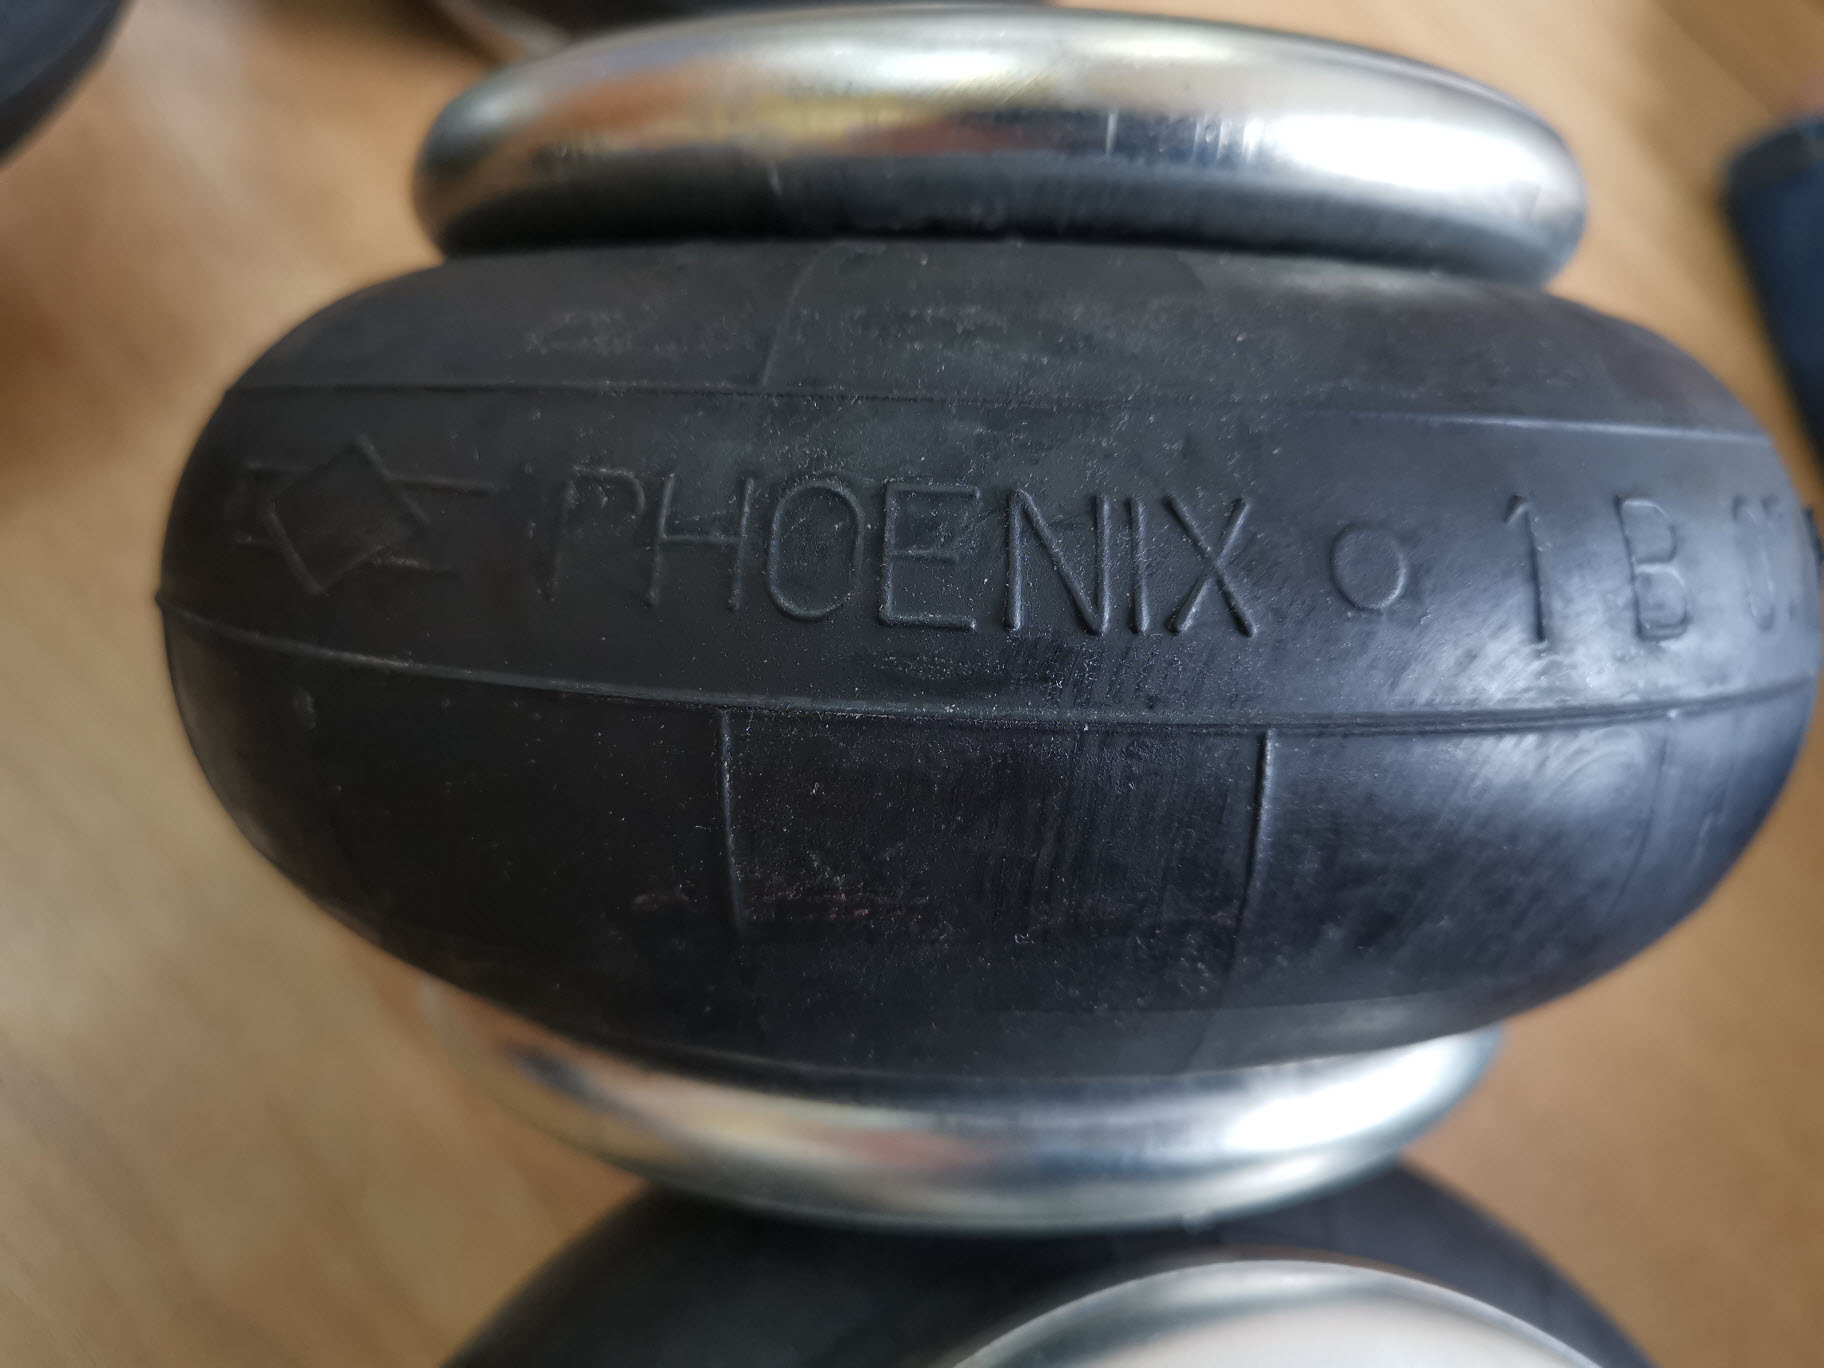 PHOENIX ○ 1 B